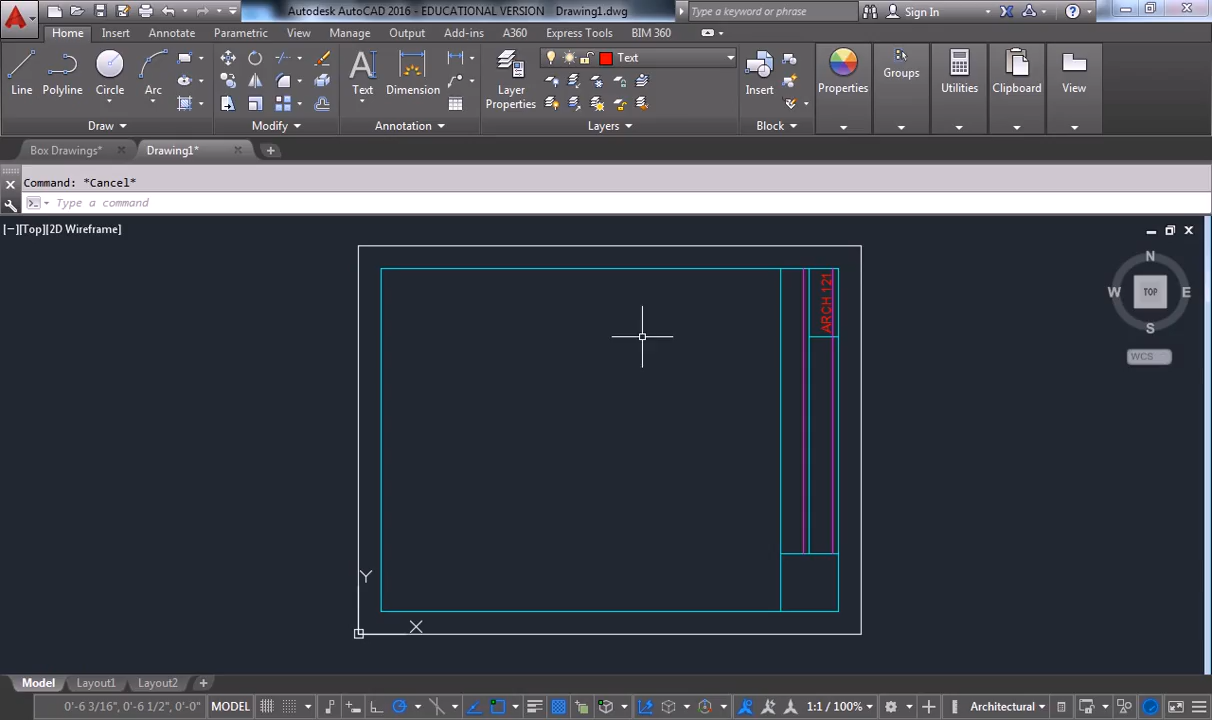 Autodesk AutoCAD 2016 - EDUCATIONAL VERSION Drawing1.dwg
Type a keyword or phrase
Sign In
Home Insert Annotate Parametric View Manage Output Add-ins A360 Express Tools BIM 360
Text
Line Polyline Circle Arc Text Dimension Layer Properties Insert Properties Groups Utilities Clipboard View
Draw Modify Annotation Layers Block
Box Drawings* Drawing1*
Command: *Cancel*
Type a command
[−][Top][2D Wireframe]
N
W TOP E
S
WCS
ARCH 121
Y
X
Model Layout1 Layout2
0'-6 3/16", 0'-6 1/2", 0'-0" MODEL 1:1 / 100% Architectural